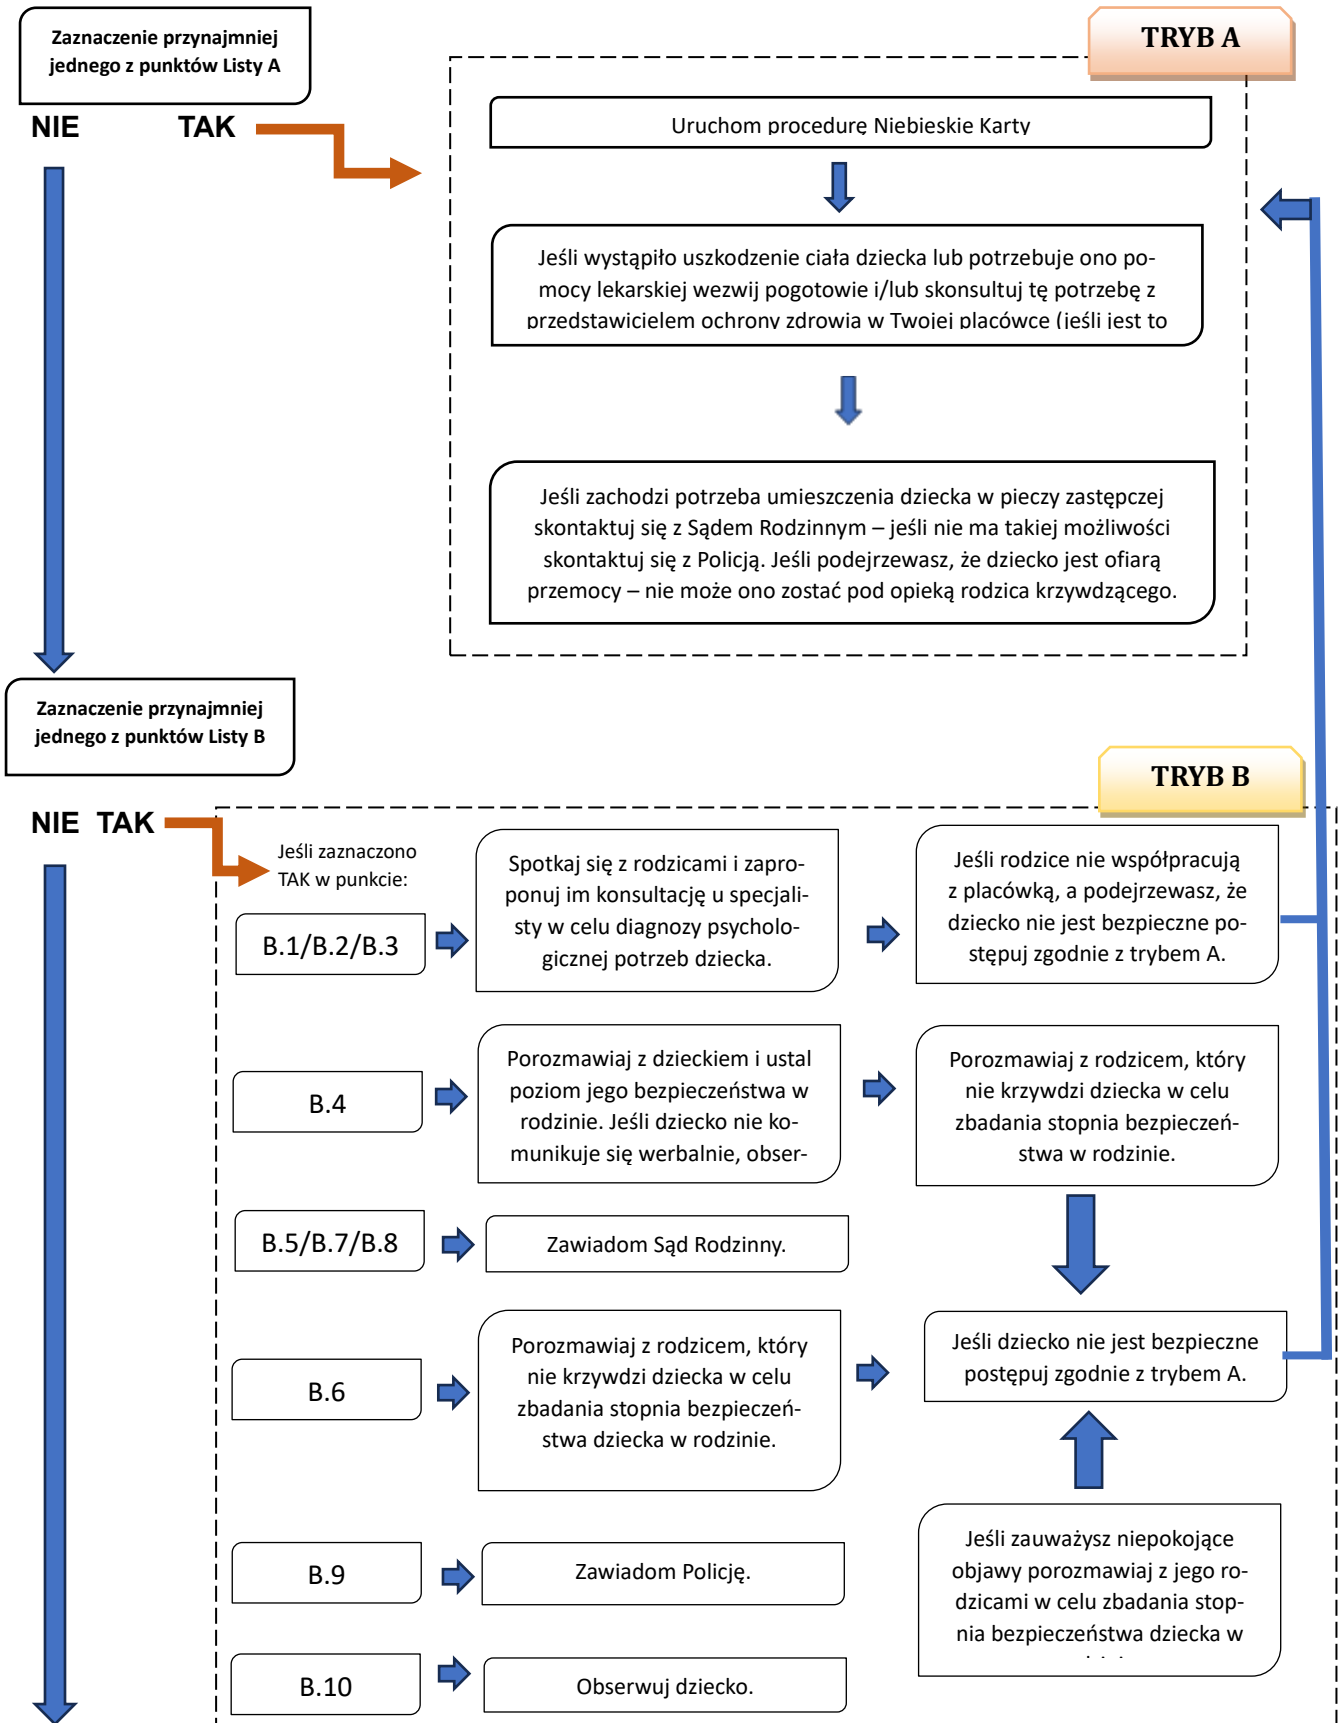 Zaznaczenie przynajmniej
jednego z punktów Listy A
NIE TAK
TRYB A
Uruchom procedurę Niebieskie Karty
Jeśli wystąpiło uszkodzenie ciała dziecka lub potrzebuje ono po-
mocy lekarskiej wezwij pogotowie i/lub skonsultuj tę potrzebę z
przedstawicielem ochrony zdrowia w Twojej placówce (jeśli jest to
Jeśli zachodzi potrzeba umieszczenia dziecka w pieczy zastępczej
skontaktuj się z Sądem Rodzinnym – jeśli nie ma takiej możliwości
skontaktuj się z Policją. Jeśli podejrzewasz, że dziecko jest ofiarą
przemocy – nie może ono zostać pod opieką rodzica krzywdzącego.
Zaznaczenie przynajmniej
jednego z punktów Listy B
NIE TAK
TRYB B
Jeśli zaznaczono
TAK w punkcie:
B.1/B.2/B.3
Spotkaj się z rodzicami i zapro-
ponuj im konsultację u specjali-
sty w celu diagnozy psycholo-
gicznej potrzeb dziecka.
Jeśli rodzice nie współpracują
z placówką, a podejrzewasz, że
dziecko nie jest bezpieczne po-
stępuj zgodnie z trybem A.
B.4
Porozmawiaj z dzieckiem i ustal
poziom jego bezpieczeństwa w
rodzinie. Jeśli dziecko nie ko-
munikuje się werbalnie, obser-
Porozmawiaj z rodzicem, który
nie krzywdzi dziecka w celu
zbadania stopnia bezpieczeń-
stwa w rodzinie.
B.5/B.7/B.8
Zawiadom Sąd Rodzinny.
B.6
Porozmawiaj z rodzicem, który
nie krzywdzi dziecka w celu
zbadania stopnia bezpieczeń-
stwa dziecka w rodzinie.
Jeśli dziecko nie jest bezpieczne
postępuj zgodnie z trybem A.
B.9
Zawiadom Policję.
Jeśli zauważysz niepokojące
objawy porozmawiaj z jego ro-
dzicami w celu zbadania stop-
nia bezpieczeństwa dziecka w
B.10
Obserwuj dziecko.